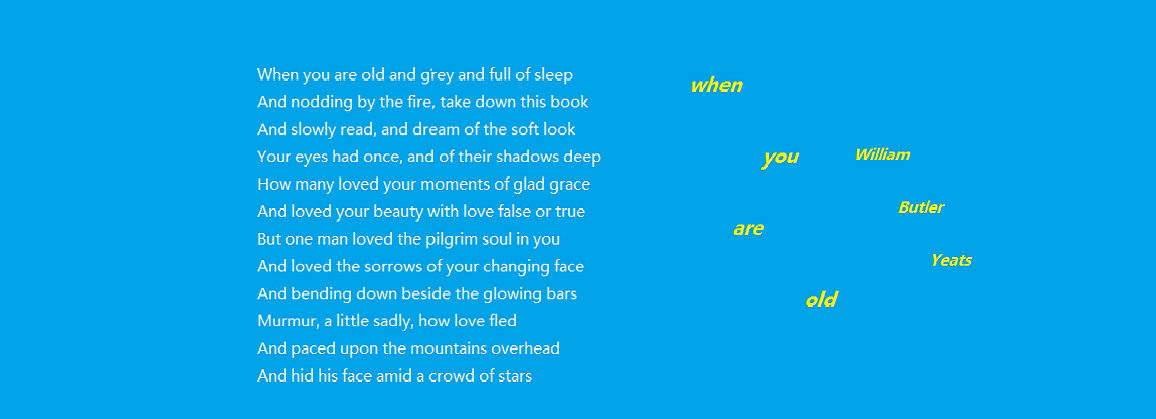 When you are old and grey and full of sleep
And nodding by the fire, take down this book
And slowly read, and dream of the soft look
Your eyes had once, and of their shadows deep
How many loved your moments of glad grace
And loved your beauty with love false or true
But one man loved the pilgrim soul in you
And loved the sorrows of your changing face
And bending down beside the glowing bars
Murmur, a little sadly, how love fled
And paced upon the mountains overhead
And hid his face amid a crowd of stars
when
you
are
old
William
Butler
Yeats